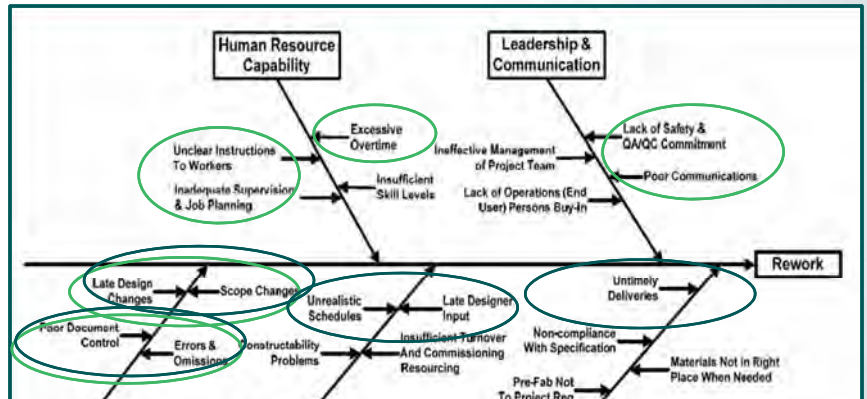 Human Resource
Capability
Leadership &
Communication
Excessive
Overtime
Unclear Instructions
To Workers
Inadequate Supervision
& Job Planning
Insufficient
Skill Levels
Lack of Safety &
QA/QC Commitment
Ineffective Management
of Project Team
Poor Communications
Lack of Operations (End
User) Persons Buy-in
Rework
Late Design
Changes
Scope Changes
Poor Document
Control
Errors &
Omissions
Unrealistic
Schedules
Late Designer
Input
Constructability
Problems
Insufficient Turnover
And Commissioning
Resourcing
Untimely
Deliveries
Non-compliance
With Specification
Materials Not In Right
Place When Needed
Pre-Fab Not
To Project Req